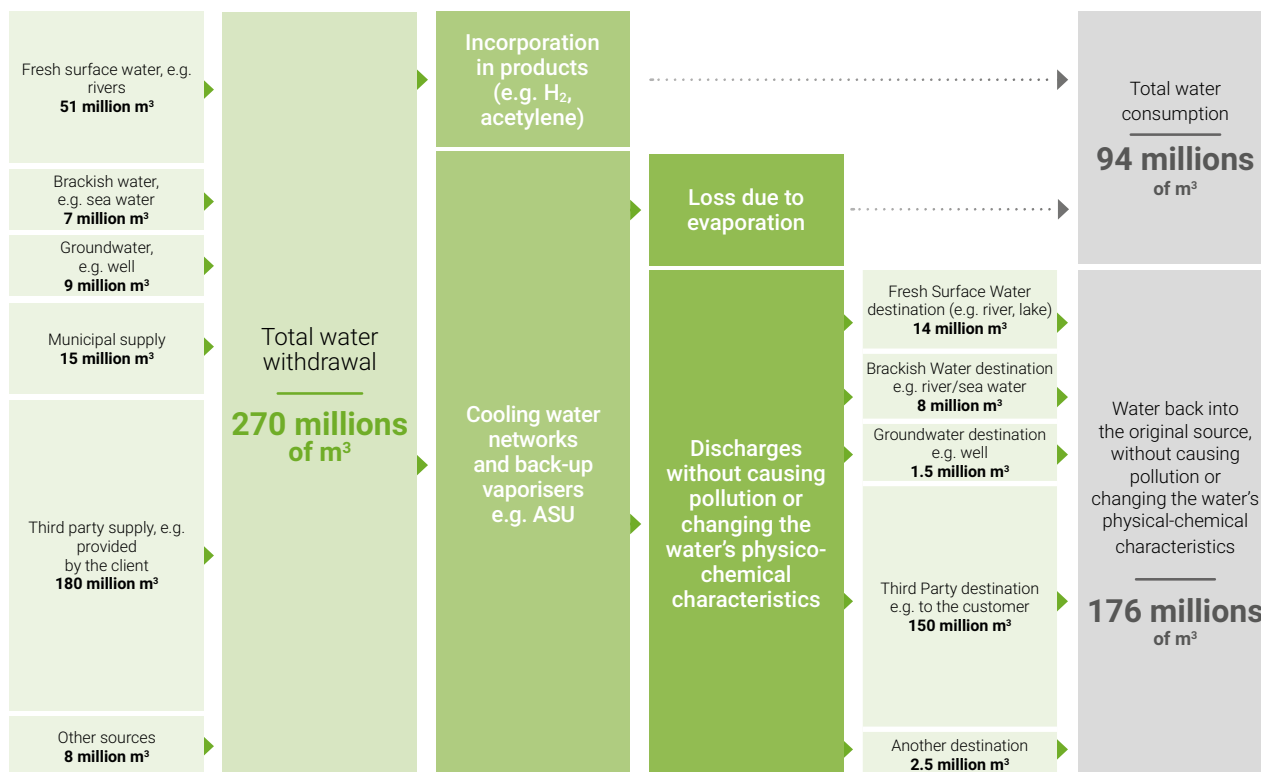 Fresh surface water, e.g.
rivers
51 million m³
Brackish water,
e.g. sea water
7 million m³
Groundwater,
e.g. well
9 million m³
Municipal supply
15 million m³
Third party supply, e.g.
provided
by the client
180 million m³
Other sources
8 million m³
Total water
withdrawal
270 millions
of m³
Incorporation
in products
(e.g. H₂,
acetylene)
Cooling water
networks
and back-up
vaporisers
e.g. ASU
Loss due to
evaporation
Discharges
without causing
pollution or
changing the
water's physico-
chemical
characteristics
Fresh Surface Water
destination (e.g. river, lake)
14 million m³
Brackish Water destination
e.g. river/sea water
8 million m³
Groundwater destination
e.g. well
1.5 million m³
Third Party destination
e.g. to the customer
150 million m³
Another destination
2.5 million m³
Total water
consumption
94 millions
of m³
Water back into
the original source,
without causing
pollution or
changing the water's
physical-chemical
characteristics
176 millions
of m³